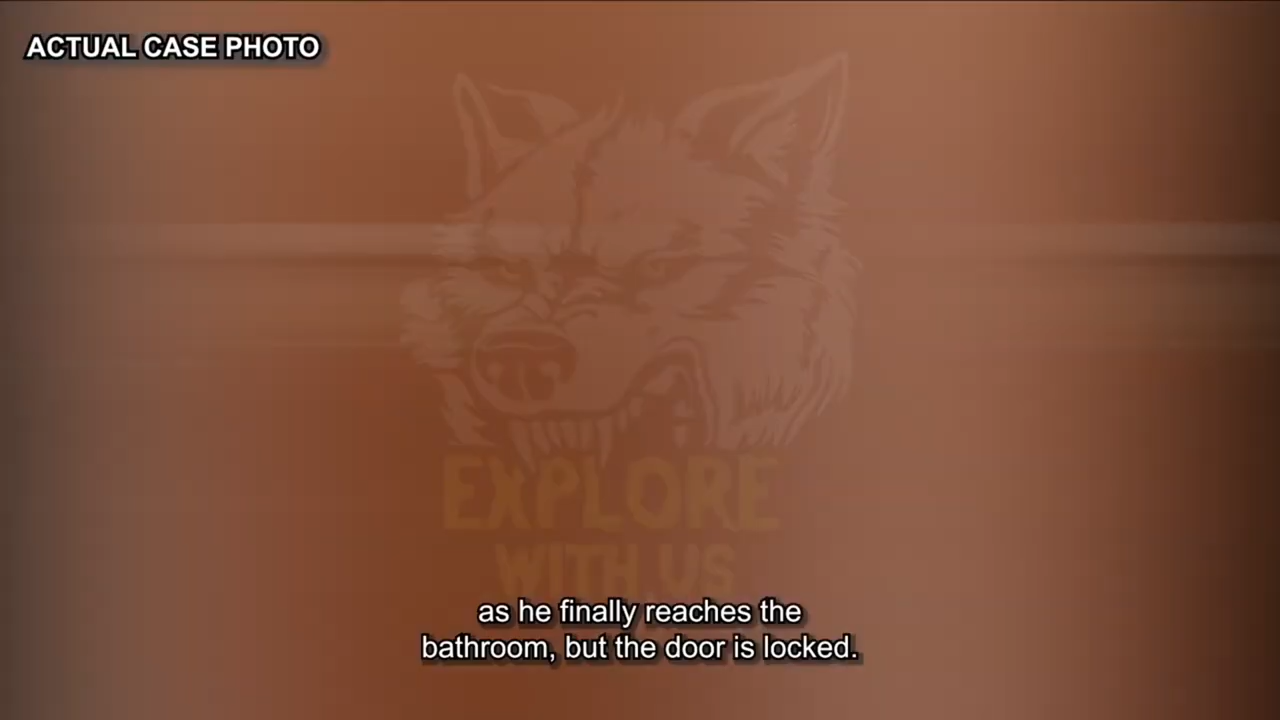 ACTUAL CASE PHOTO
EXPLORE
WITH US
as he finally reaches the
bathroom, but the door is locked.